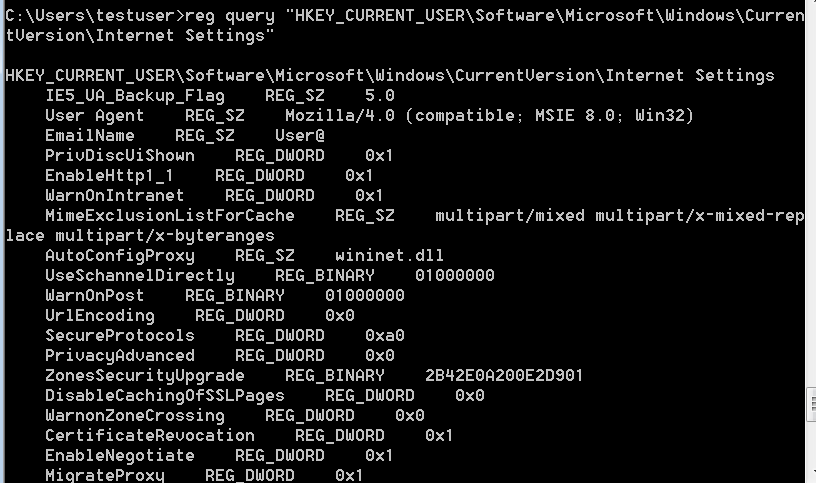 C:\Users\testuser>reg query "HKEY_CURRENT_USER\Software\Microsoft\Windows\Curren
tVersion\Internet Settings"
HKEY_CURRENT_USER\Software\Microsoft\Windows\CurrentVersion\Internet Settings
    IE5_UA_Backup_Flag    REG_SZ    5.0
    User Agent    REG_SZ    Mozilla/4.0 (compatible; MSIE 8.0; Win32)
    EmailName    REG_SZ    User@
    PrivDiscUiShown    REG_DWORD    0x1
    EnableHttp1_1    REG_DWORD    0x1
    WarnOnIntranet    REG_DWORD    0x1
    MimeExclusionListForCache    REG_SZ    multipart/mixed multipart/x-mixed-rep
lace multipart/x-byteranges
    AutoConfigProxy    REG_SZ    wininet.dll
    UseSchannelDirectly    REG_BINARY    01000000
    WarnOnPost    REG_BINARY    01000000
    UrlEncoding    REG_DWORD    0x0
    SecureProtocols    REG_DWORD    0xa0
    PrivacyAdvanced    REG_DWORD    0x0
    ZonesSecurityUpgrade    REG_BINARY    2B42E0A200E2D901
    DisableCachingOfSSLPages    REG_DWORD    0x0
    WarnonZoneCrossing    REG_DWORD    0x0
    CertificateRevocation    REG_DWORD    0x1
    EnableNegotiate    REG_DWORD    0x1
    MigrateProxy    REG_DWORD    0x1